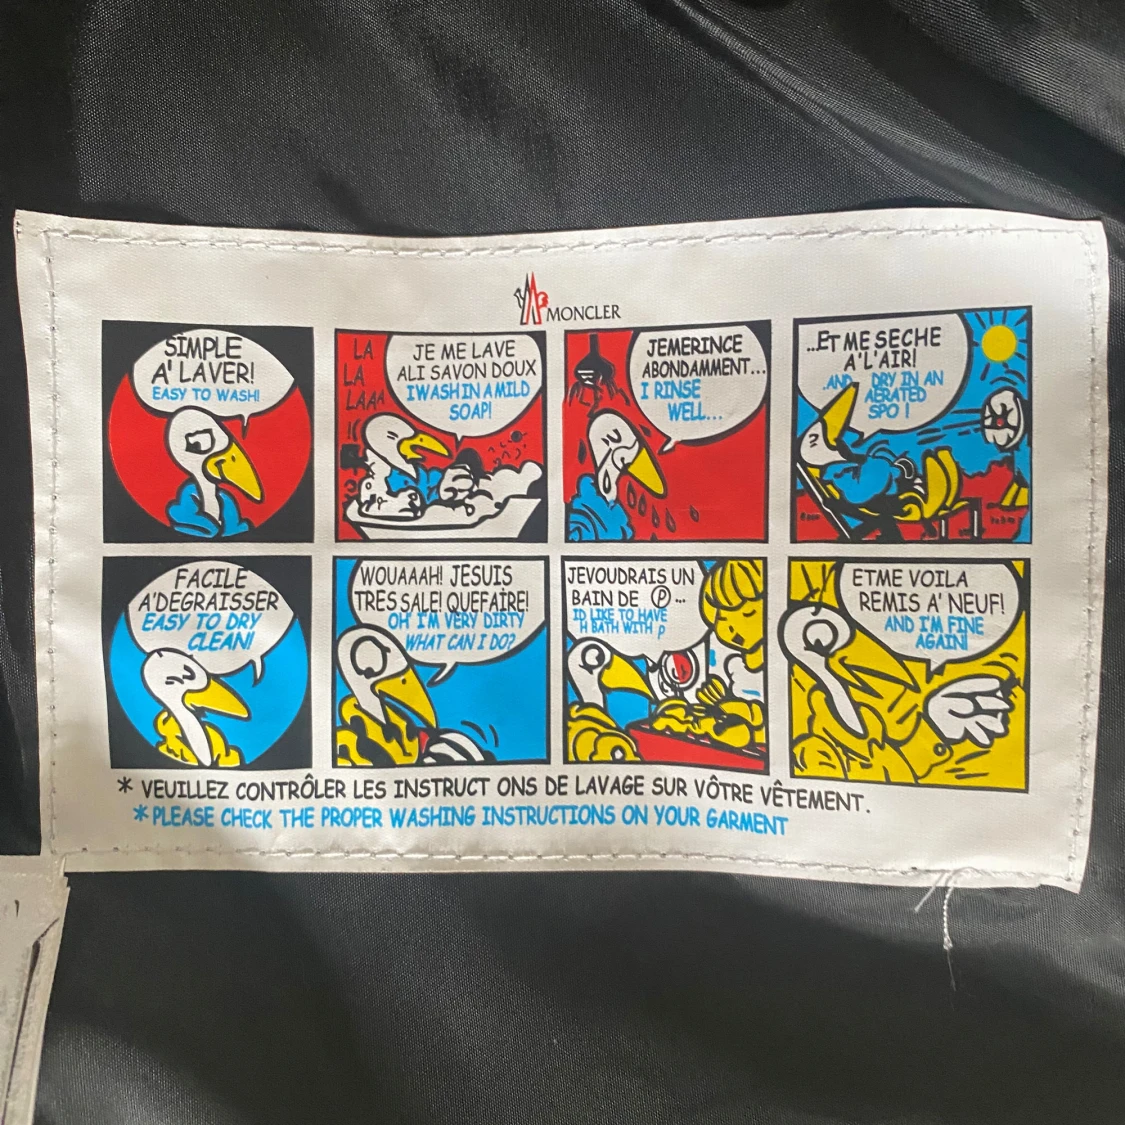 MONCLER
SIMPLE
A' LAVER!
EASY TO WASH!
LA
LA
LAAA
JE ME LAVE
ALI SAVON DOUX
I WASH IN A MILD
SOAP!
JEMERINCE
ABONDAMMENT...
I RINSE
WELL...
...ET ME SECHE
A'L'AIR!
..AND DRY IN AN
AERATED
SPO !
FACILE
A'DEGRAISSER
EASY TO DRY
CLEAN!
WOUAAAH! JESUIS
TRES SALE! QUEFAIRE!
OH' I'M VERY DIRTY
WHAT CAN I DO?
JEVOUDRAIS UN
BAIN DE P ...
ID LIKE TO HAVE
H BATH WITH P
ETME VOILA
REMIS A' NEUF!
AND I'M FINE
AGAIN!
* VEUILLEZ CONTRÔLER LES INSTRUCT ONS DE LAVAGE SUR VÔTRE VÊTEMENT.
* PLEASE CHECK THE PROPER WASHING INSTRUCTIONS ON YOUR GARMENT